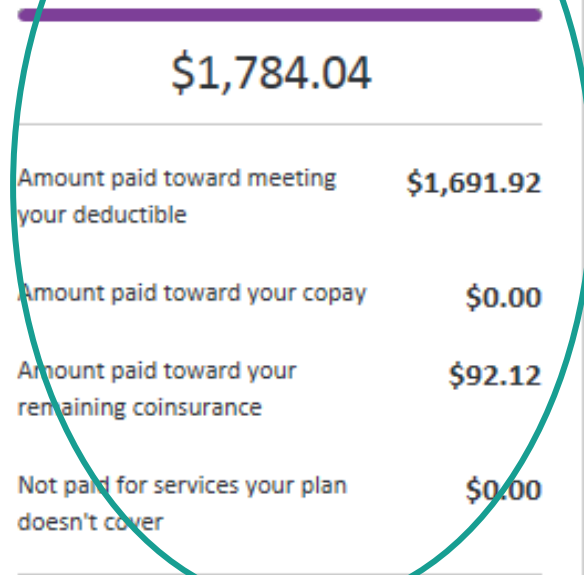 $1,784.04
Amount paid toward meeting $1,691.92
your deductible
Amount paid toward your copay $0.00
Amount paid toward your $92.12
remaining coinsurance
Not paid for services your plan $0.00
doesn't cover